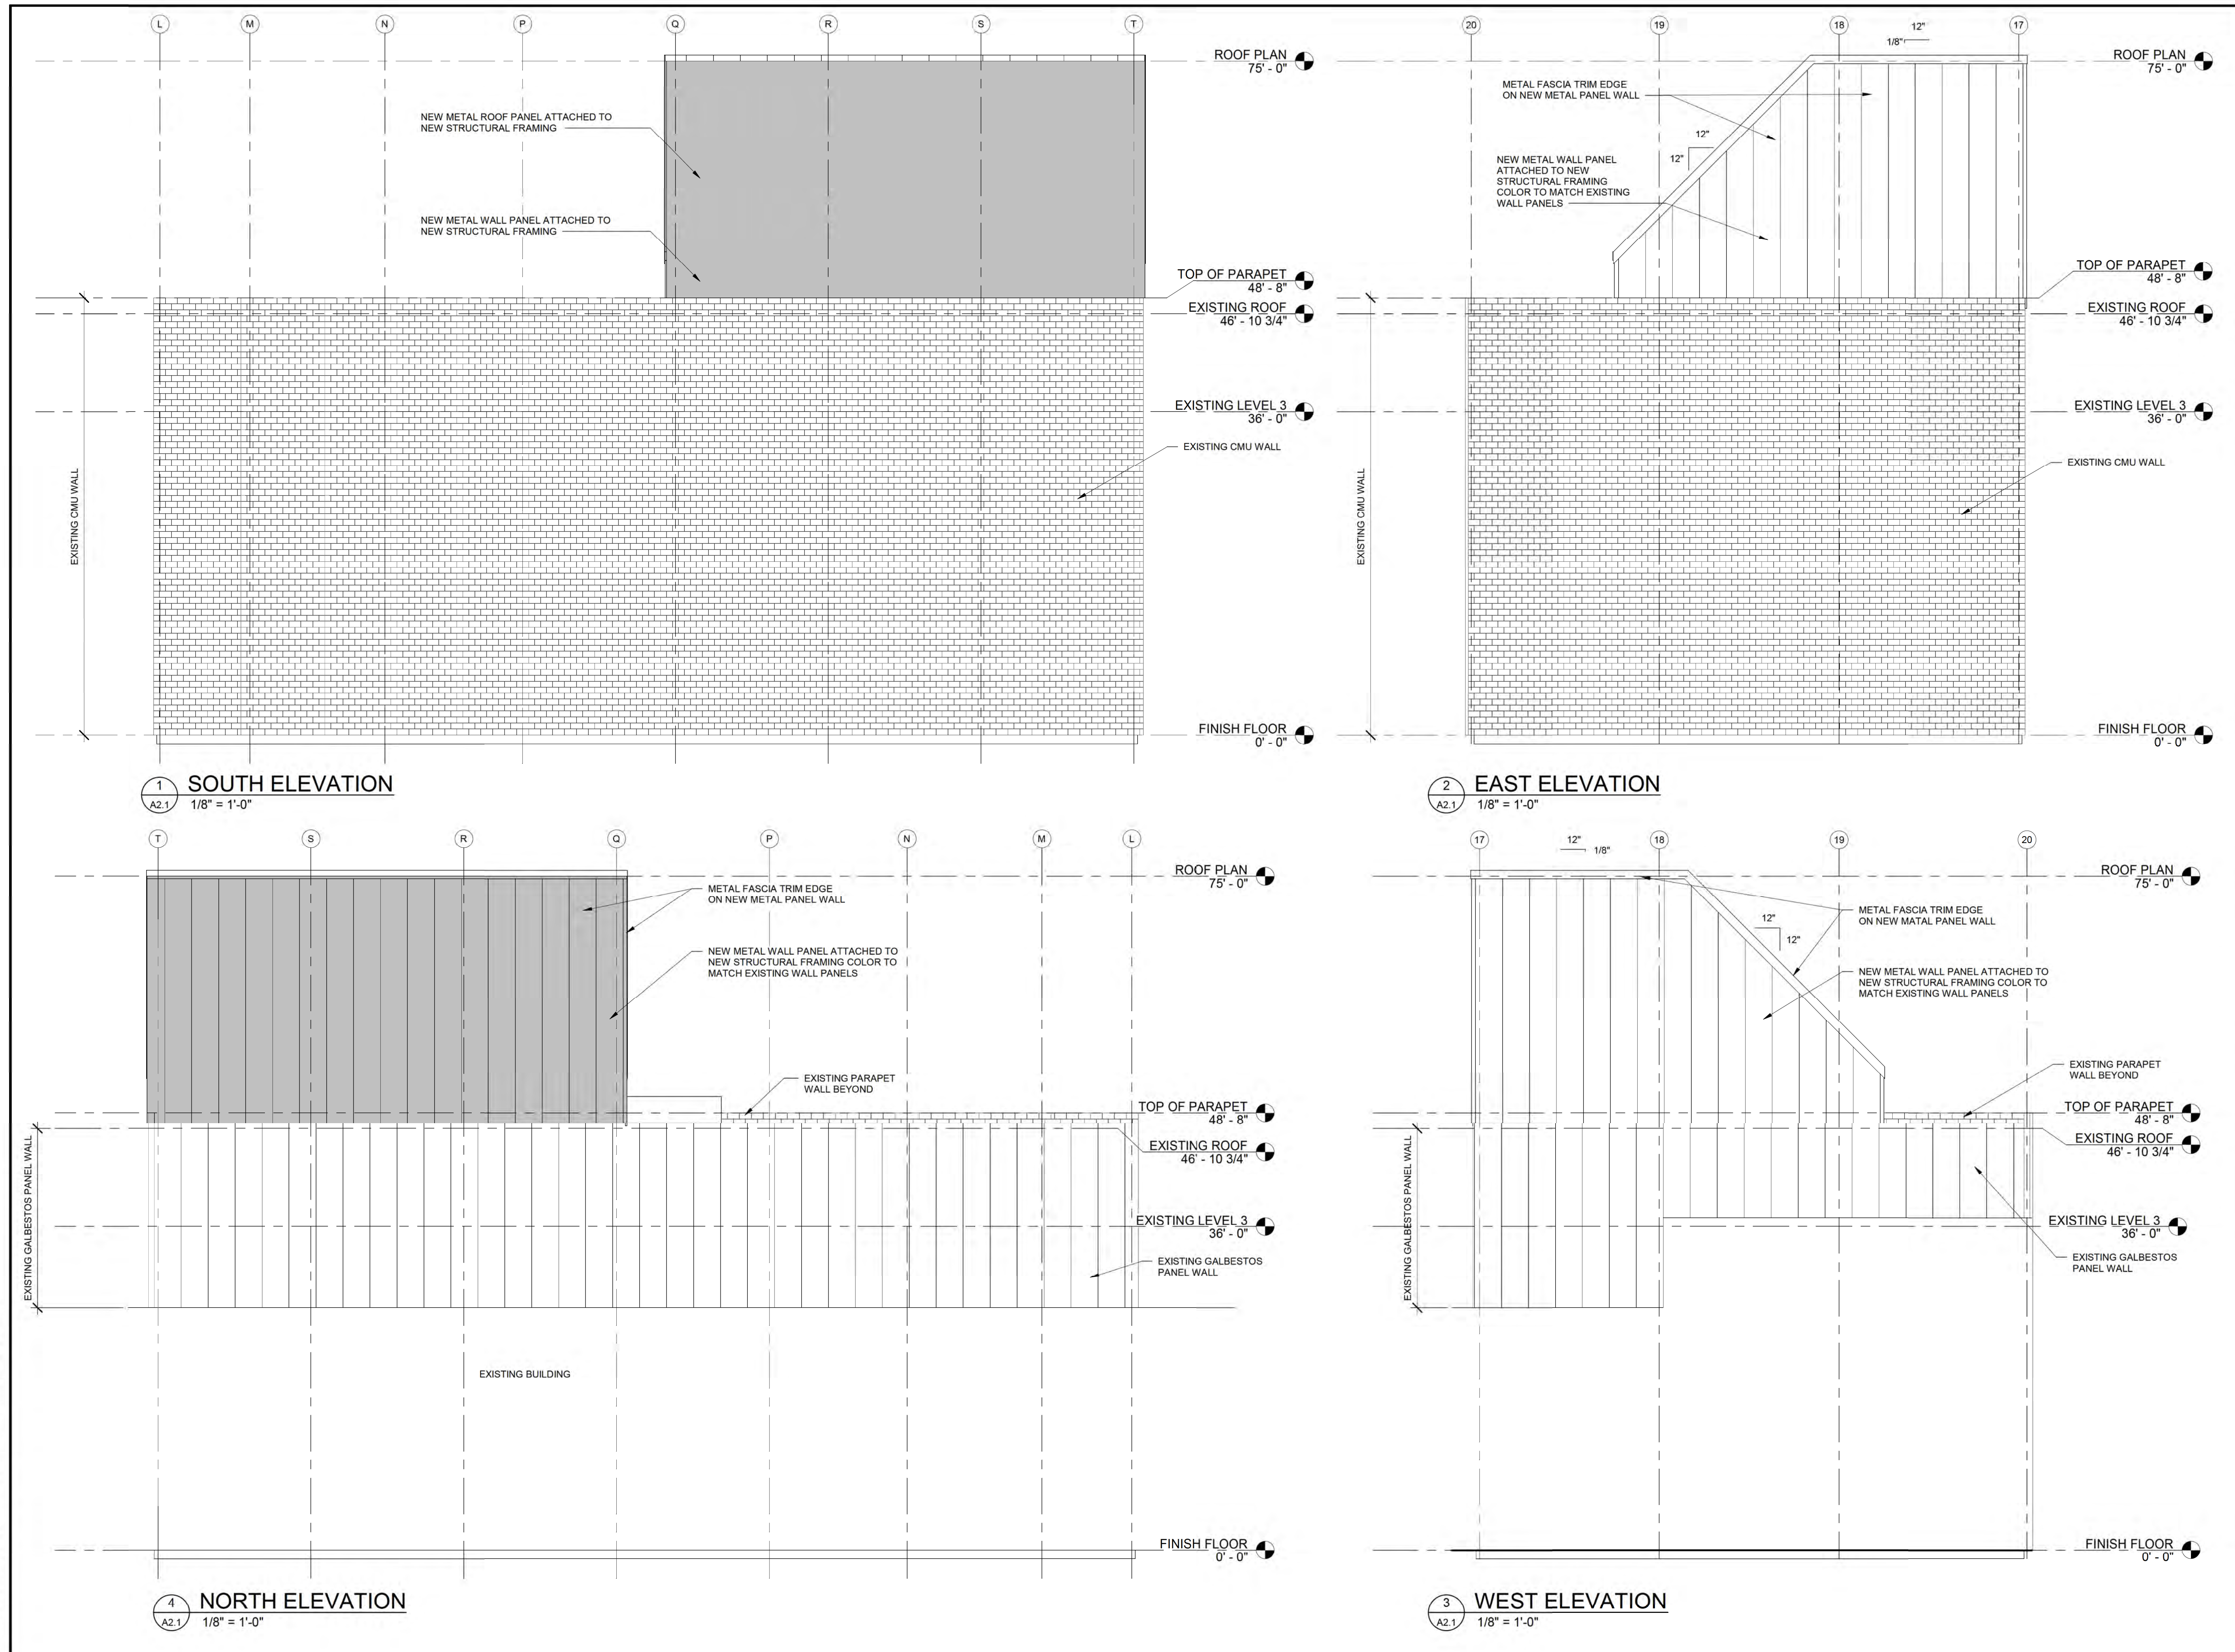 L M N P Q R S T
ROOF PLAN
75' - 0"
NEW METAL ROOF PANEL ATTACHED TO
NEW STRUCTURAL FRAMING
NEW METAL WALL PANEL ATTACHED TO
NEW STRUCTURAL FRAMING
TOP OF PARAPET
48' - 8"
EXISTING ROOF
46' - 10 3/4"
EXISTING LEVEL 3
36' - 0"
EXISTING CMU WALL
EXISTING CMU WALL
FINISH FLOOR
0' - 0"
1
A2.1
SOUTH ELEVATION
1/8" = 1'-0"
20 19 18 17
12"
1/8"
ROOF PLAN
75' - 0"
METAL FASCIA TRIM EDGE
ON NEW METAL PANEL WALL
12"
12"
NEW METAL WALL PANEL
ATTACHED TO NEW
STRUCTURAL FRAMING
COLOR TO MATCH EXISTING
WALL PANELS
TOP OF PARAPET
48' - 8"
EXISTING ROOF
46' - 10 3/4"
EXISTING LEVEL 3
36' - 0"
EXISTING CMU WALL
EXISTING CMU WALL
FINISH FLOOR
0' - 0"
2
A2.1
EAST ELEVATION
1/8" = 1'-0"
T S R Q P N M L
ROOF PLAN
75' - 0"
METAL FASCIA TRIM EDGE
ON NEW METAL PANEL WALL
NEW METAL WALL PANEL ATTACHED TO
NEW STRUCTURAL FRAMING COLOR TO
MATCH EXISTING WALL PANELS
EXISTING PARAPET
WALL BEYOND
TOP OF PARAPET
48' - 8"
EXISTING ROOF
46' - 10 3/4"
EXISTING GALBESTOS PANEL WALL
EXISTING LEVEL 3
36' - 0"
EXISTING GALBESTOS
PANEL WALL
EXISTING BUILDING
FINISH FLOOR
0' - 0"
4
A2.1
NORTH ELEVATION
1/8" = 1'-0"
17 18 19 20
12"
1/8"
ROOF PLAN
75' - 0"
METAL FASCIA TRIM EDGE
ON NEW MATAL PANEL WALL
12"
12"
NEW METAL WALL PANEL ATTACHED TO
NEW STRUCTURAL FRAMING COLOR TO
MATCH EXISTING WALL PANELS
EXISTING PARAPET
WALL BEYOND
TOP OF PARAPET
48' - 8"
EXISTING ROOF
46' - 10 3/4"
EXISTING GALBESTOS PANEL WALL
EXISTING LEVEL 3
36' - 0"
EXISTING GALBESTOS
PANEL WALL
FINISH FLOOR
0' - 0"
3
A2.1
WEST ELEVATION
1/8" = 1'-0"